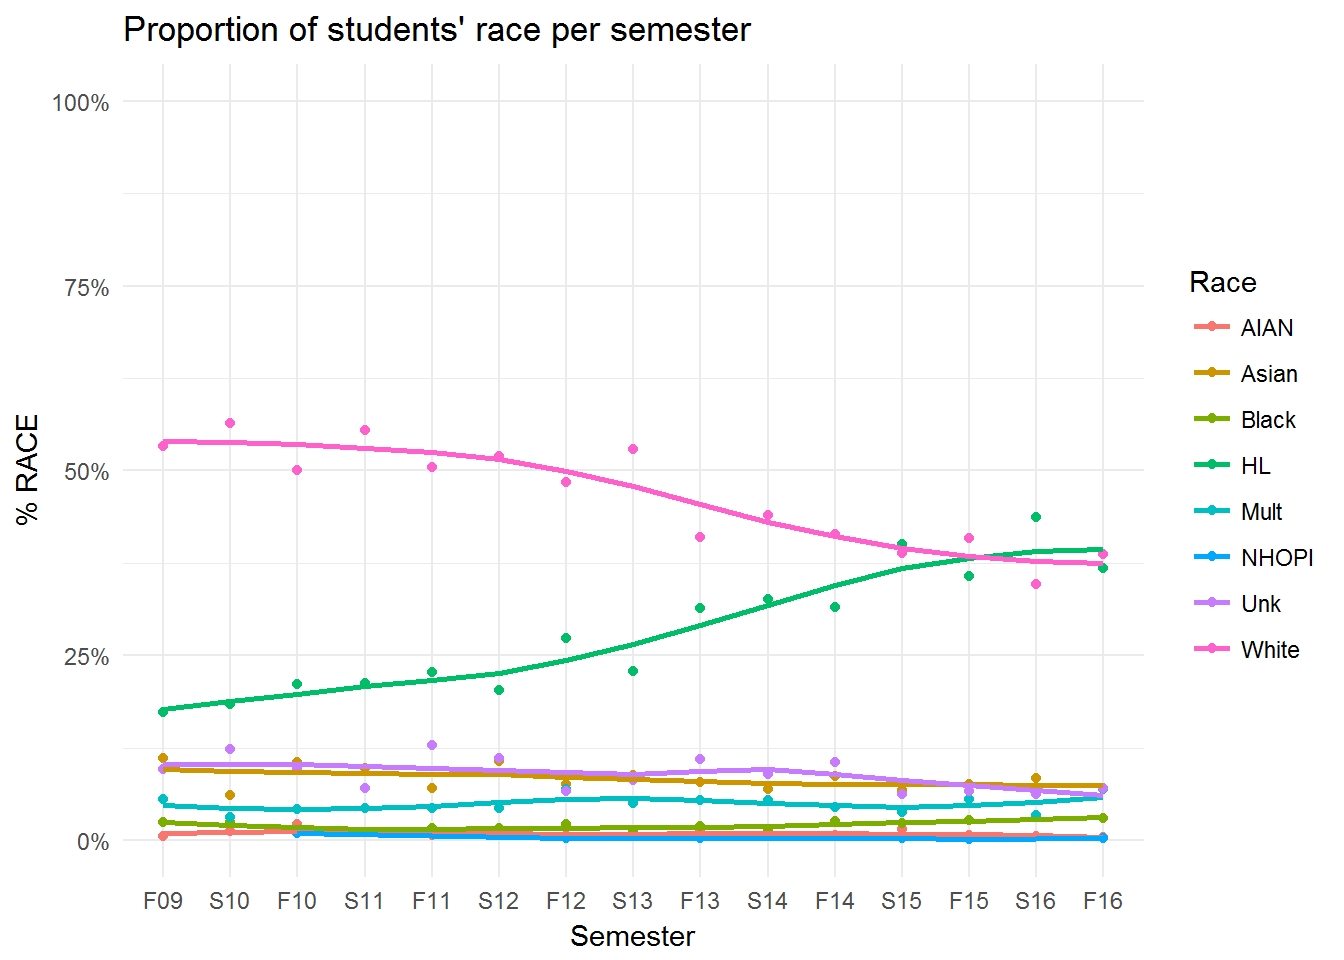 Proportion of students' race per semester
100%
75%
50%
25%
0%
% RACE
F09 S10 F10 S11 F11 S12 F12 S13 F13 S14 F14 S15 F15 S16 F16
Semester
Race
AIAN
Asian
Black
HL
Mult
NHOPI
Unk
White